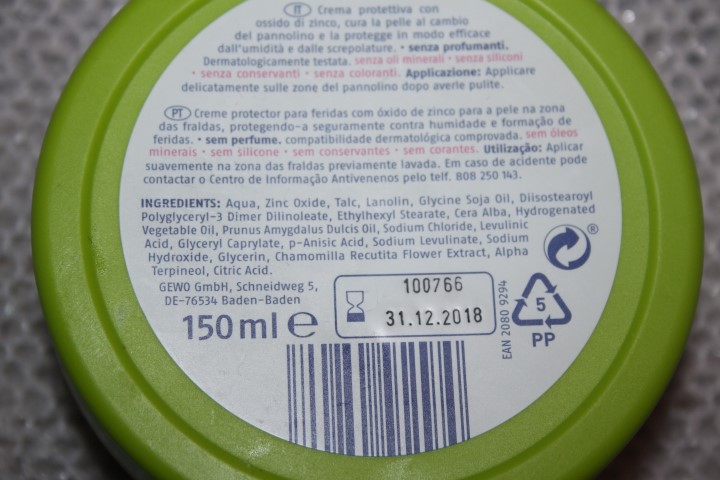 IT Crema protettiva con
ossido di zinco, cura la pelle al cambio
del pannolino e la protegge in modo efficace
dall'umidità e dalle screpolature. • senza profumanti.
Dermatologicamente testata. senza oli minerali • senza siliconi
• senza conservanti • senza coloranti. Applicazione: Applicare
delicatamente sulle zone del pannolino dopo averle pulite.
PT Creme protector para feridas com óxido de zinco para a pele na zona
das fraldas, protegendo-a seguramente contra humidade e formação de
feridas. • sem perfume. compatibilidade dermatológica comprovada. sem óleos
minerais • sem silicone • sem conservantes • sem corantes. Utilização: Aplicar
suavemente na zona das fraldas previamente lavada. Em caso de acidente pode
contactar o Centro de Informação Antivenenos pelo telf. 808 250 143.
INGREDIENTS: Aqua, Zinc Oxide, Talc, Lanolin, Glycine Soja Oil, Diisostearoyl
Polyglyceryl-3 Dimer Dilinoleate, Ethylhexyl Stearate, Cera Alba, Hydrogenated
Vegetable Oil, Prunus Amygdalus Dulcis Oil, Sodium Chloride, Levulinic
Acid, Glyceryl Caprylate, p-Anisic Acid, Sodium Levulinate, Sodium
Hydroxide, Glycerin, Chamomilla Recutita Flower Extract, Alpha
Terpineol, Citric Acid.
®
GEWO GmbH, Schneidweg 5,
DE-76534 Baden-Baden
150 ml e
100766
31.12.2018
EAN 2080 9294
5
PP